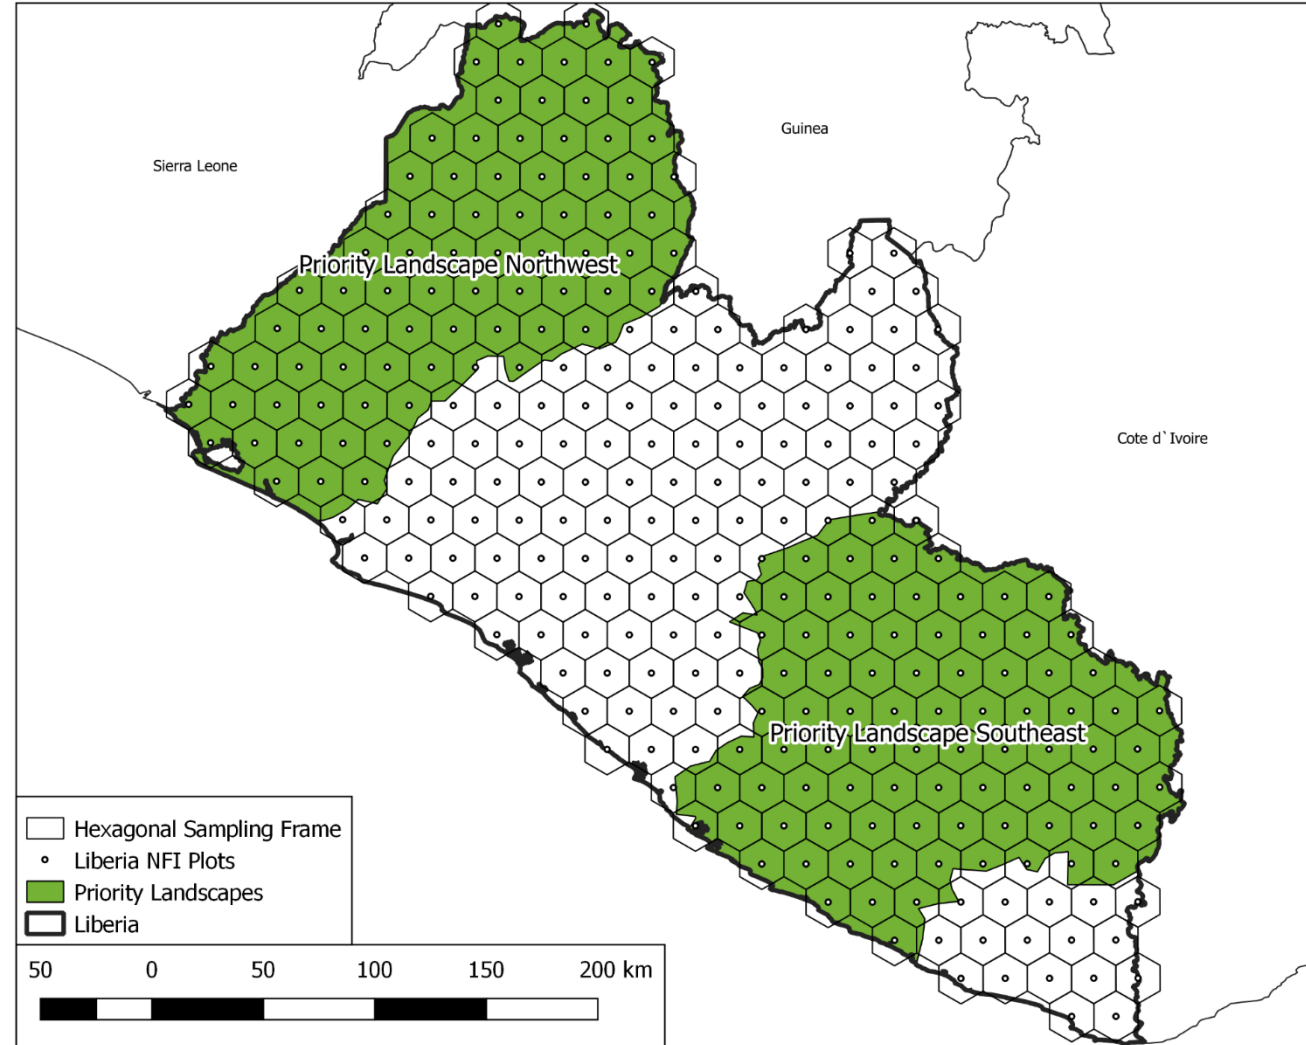 Guinea
Sierra Leone
Priority Landscape Northwest
Cote d`Ivoire
Priority Landscape Southeast
Hexagonal Sampling Frame
Liberia NFI Plots
Priority Landscapes
Liberia
50 0 50 100 150 200 km